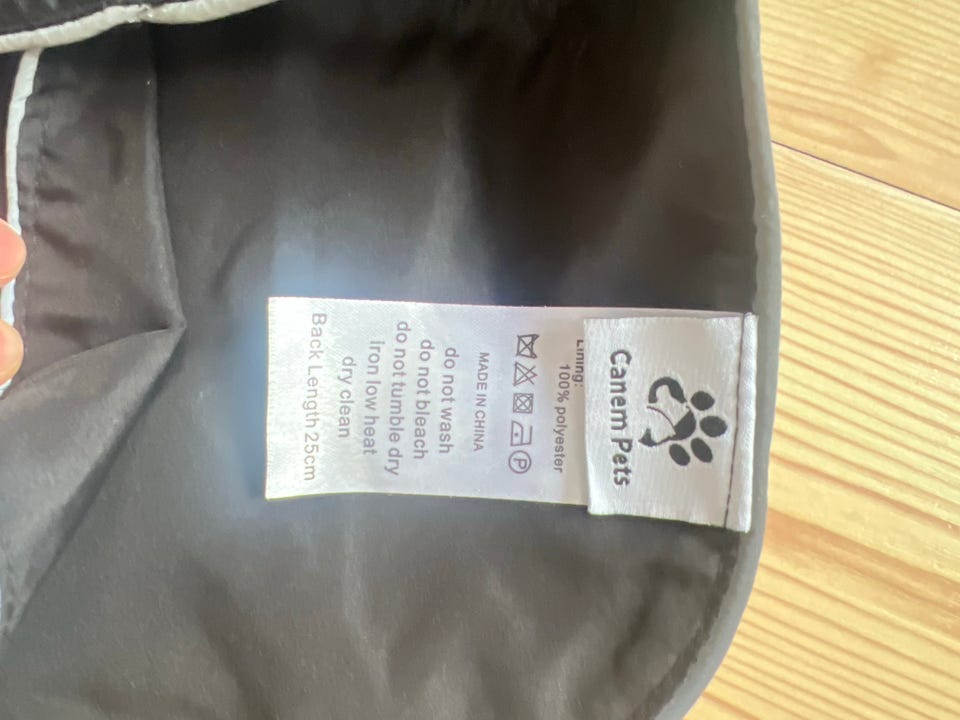 Canem Pets
Lining:
100% polyester
P
MADE IN CHINA
do not wash
do not bleach
do not tumble dry
iron low heat
dry clean
Back Length 25cm